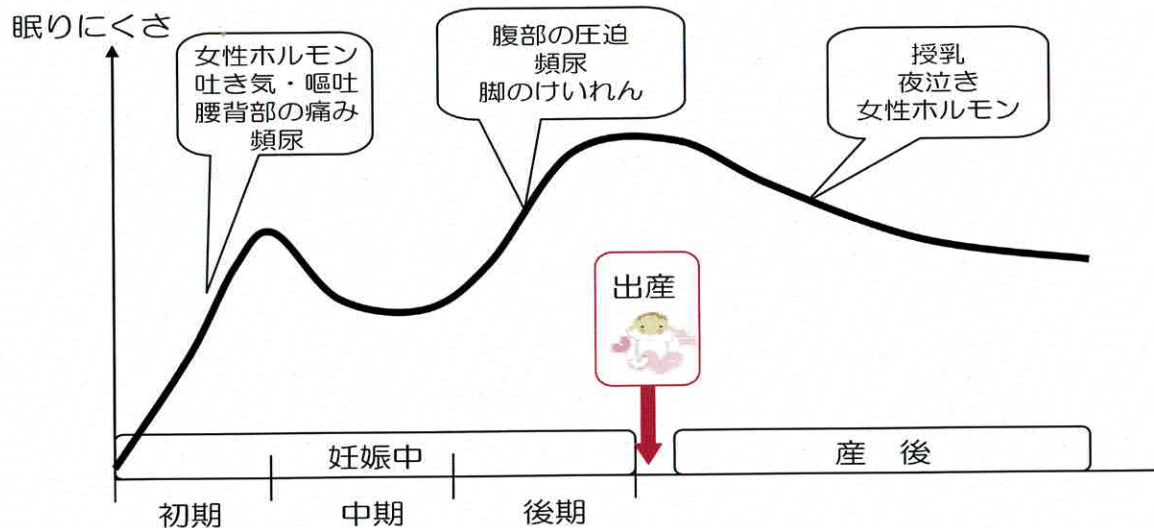 眠りにくさ
女性ホルモン
吐き気・嘔吐
腰背部の痛み
頻尿
腹部の圧迫
頻尿
脚のけいれん
授乳
夜泣き
女性ホルモン
出産
妊娠中
産　後
初期
中期
後期